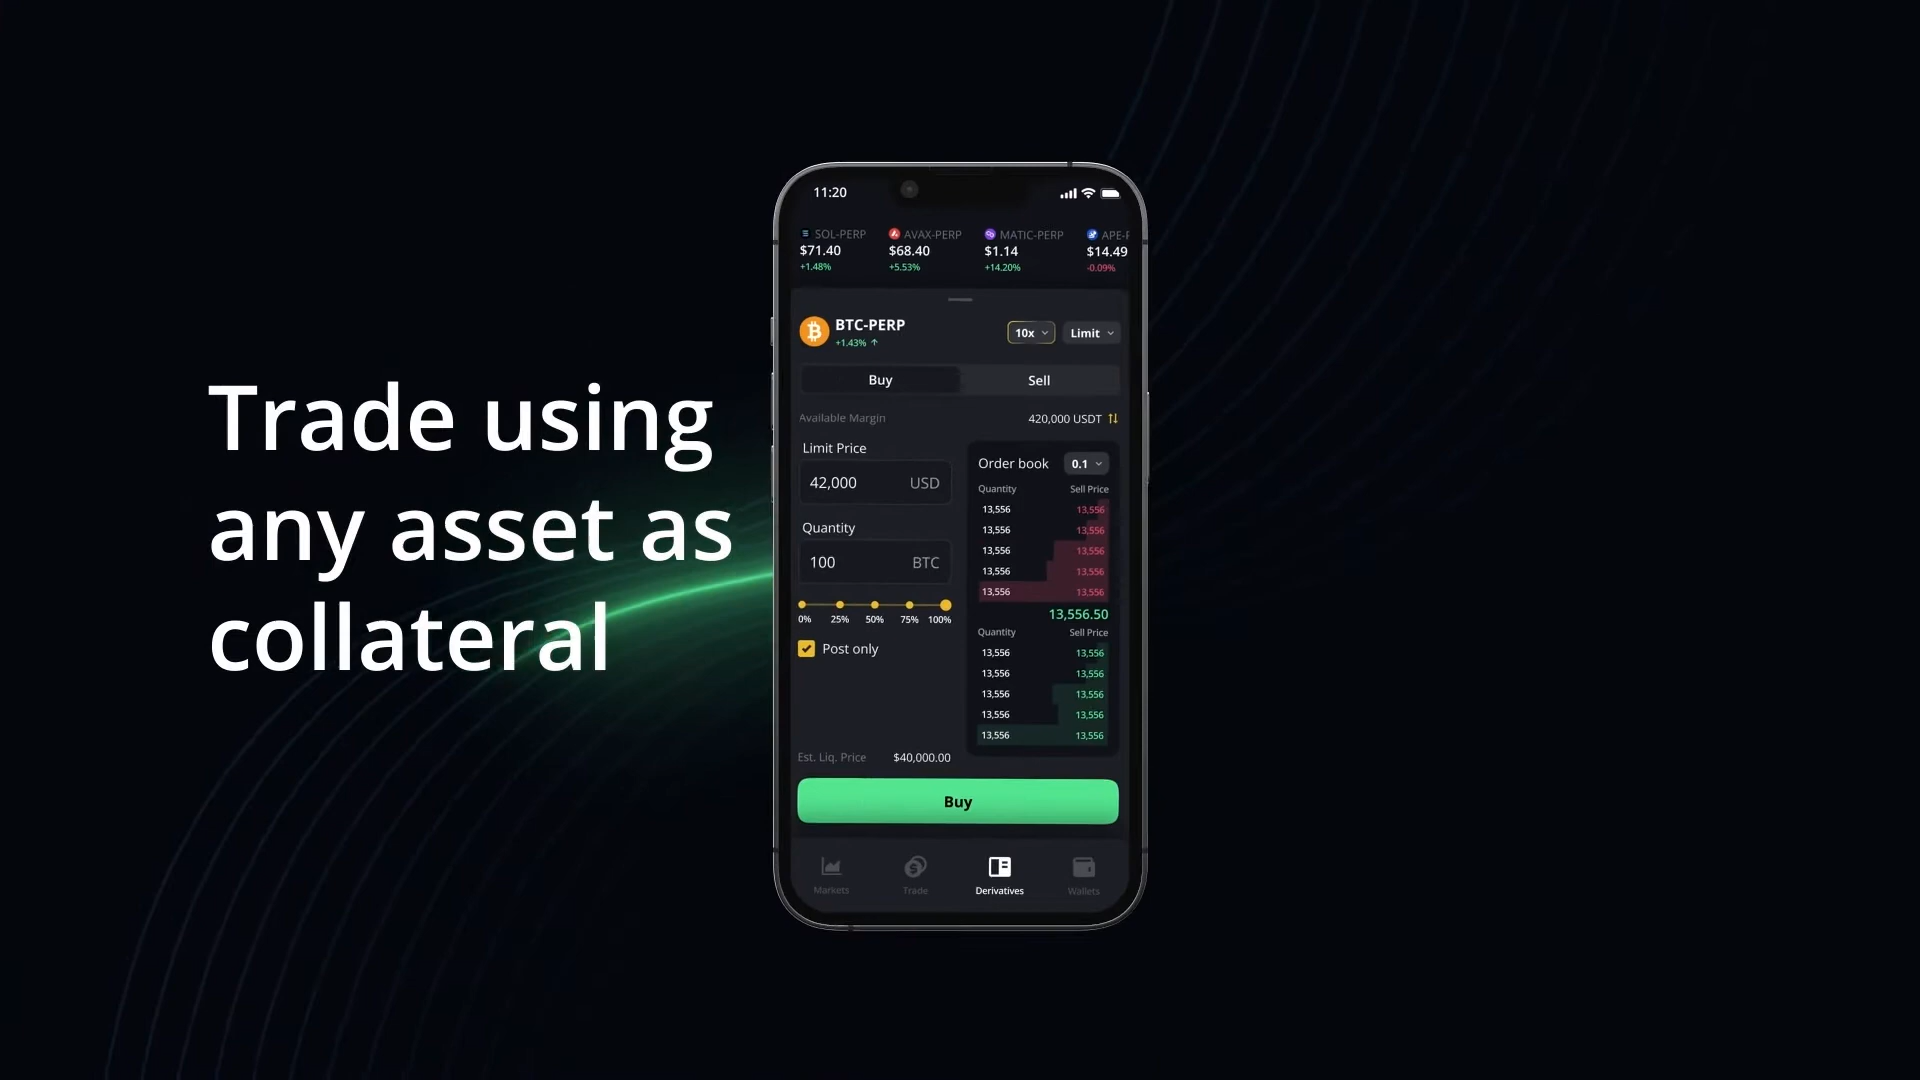 Trade using
any asset as
collateral
11:20
SOL-PERP AVAX-PERP MATIC-PERP APE-P
$71.40 $68.40 $1.14 $14.49
+1.48% +5.53% +14.20% -0.09%
BTC-PERP
+1.43%
10x Limit
Buy Sell
Available Margin 420,000 USDT
Limit Price
42,000 USD
Quantity
100 BTC
0% 25% 50% 75% 100%
Post only
Est. Liq. Price $40,000.00
Order book 0.1
Quantity Sell Price
13,556 13,556
13,556 13,556
13,556 13,556
13,556 13,556
13,556 13,556
13,556.50
Quantity Sell Price
13,556 13,556
13,556 13,556
13,556 13,556
13,556 13,556
13,556 13,556
Buy
Markets Trade Derivatives Wallets